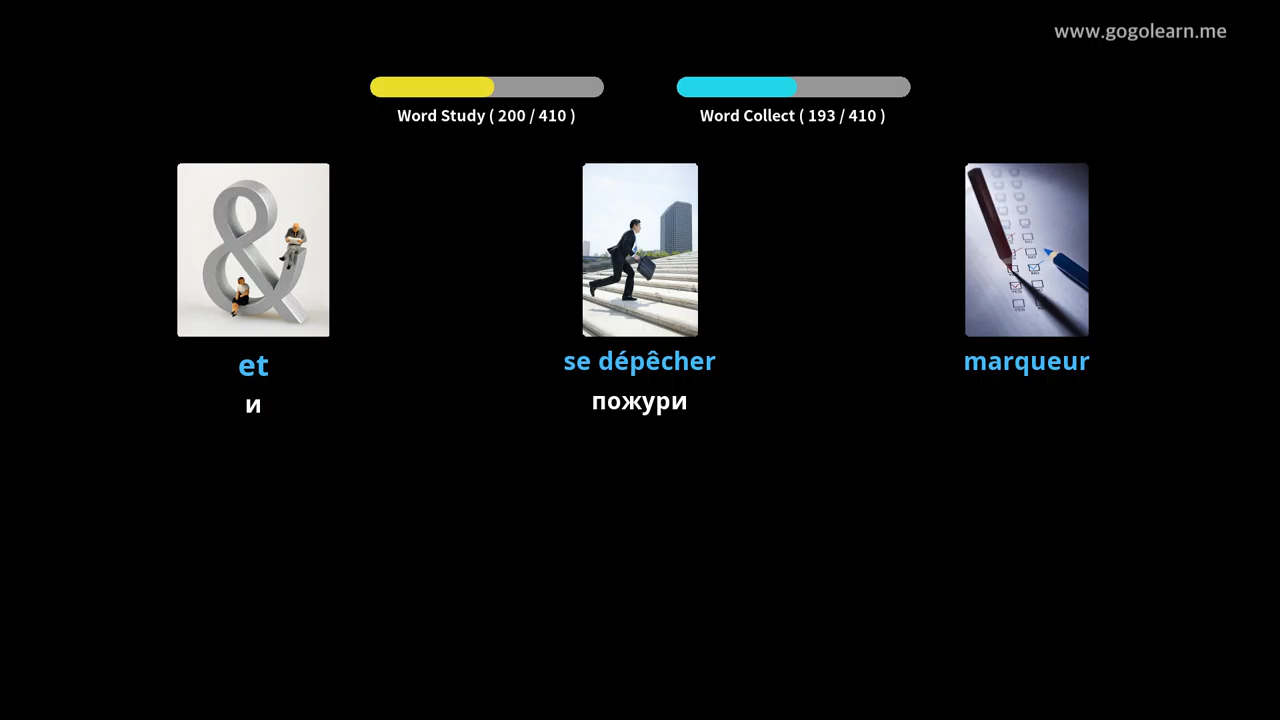 www.gogolearn.me
Word Study ( 200 / 410 )
Word Collect ( 193 / 410 )
et
se dépêcher
marqueur
и
пожури